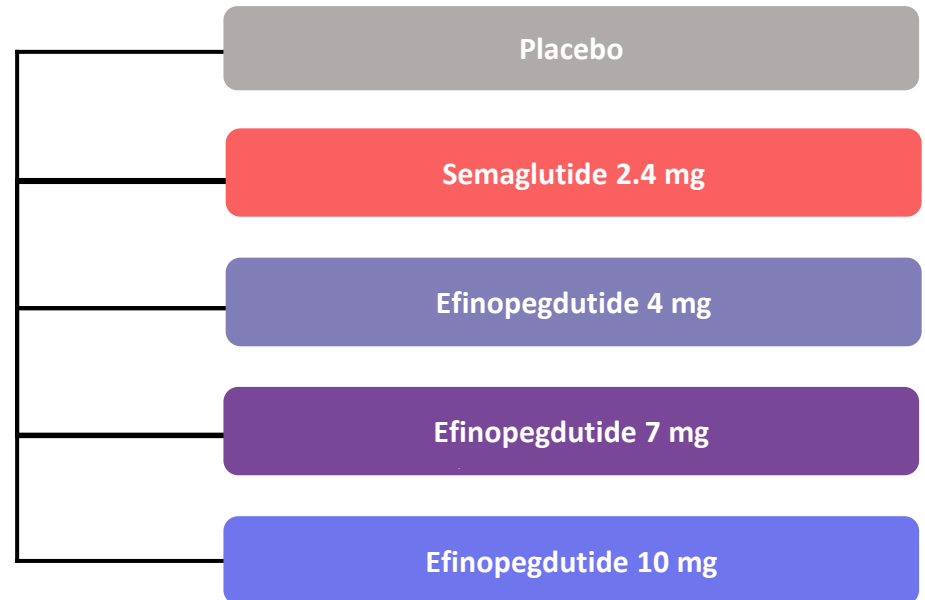 Placebo
Semaglutide 2.4 mg
Efinopegdutide 4 mg
Efinopegdutide 7 mg
Efinopegdutide 10 mg